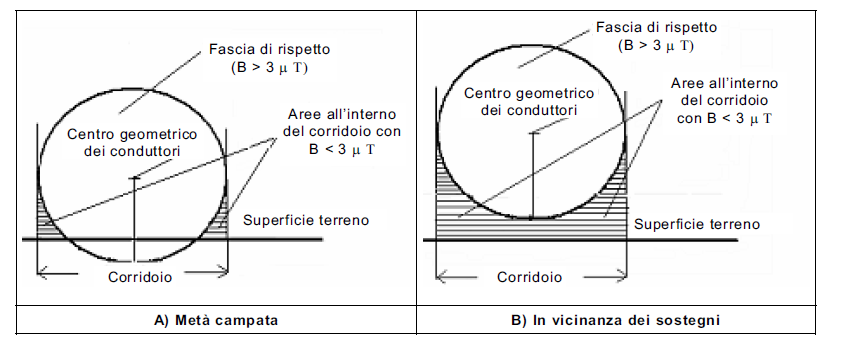 Fascia di rispetto
(B > 3 μ T)
Centro geometrico
dei conduttori
Aree all'interno
del corridoio con
B < 3 μ T
Superficie terreno
Corridoio
A) Metà campata
Fascia di rispetto
(B > 3 μ T)
Centro geometrico
dei conduttori
Aree all'interno
del corridoio
con B < 3 μ T
Superficie terreno
Corridoio
B) In vicinanza dei sostegni